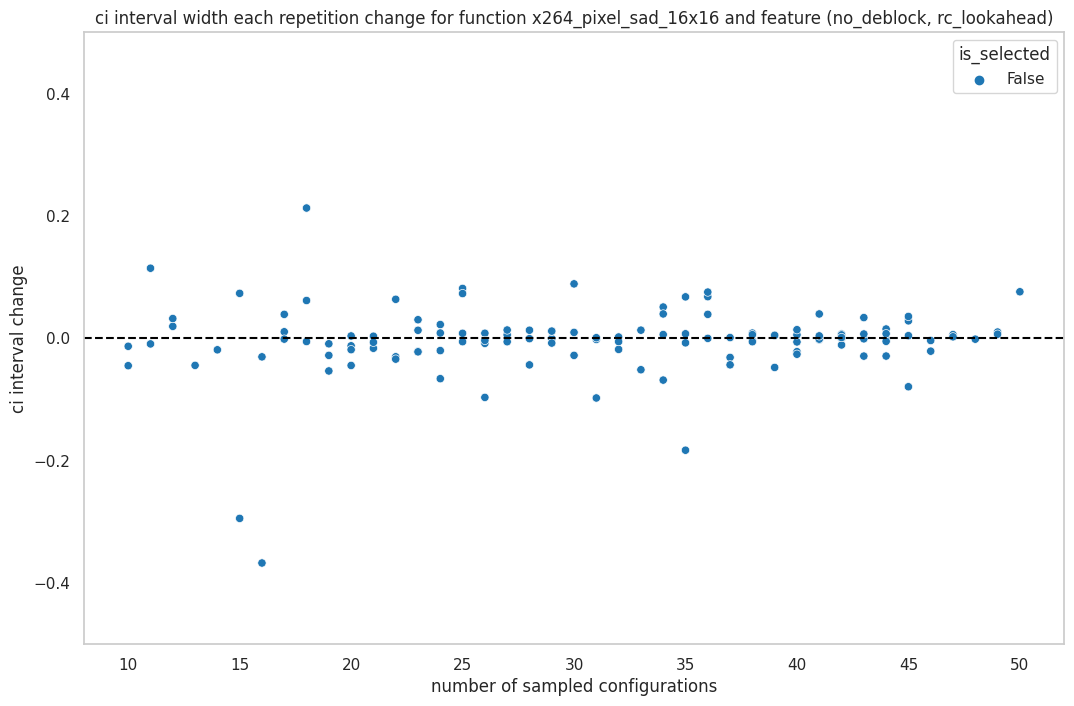 ci interval width each repetition change for function x264_pixel_sad_16x16 and feature (no_deblock, rc_lookahead)
is_selected
False
ci interval change
0.4
0.2
0.0
−0.2
−0.4
10 15 20 25 30 35 40 45 50
number of sampled configurations